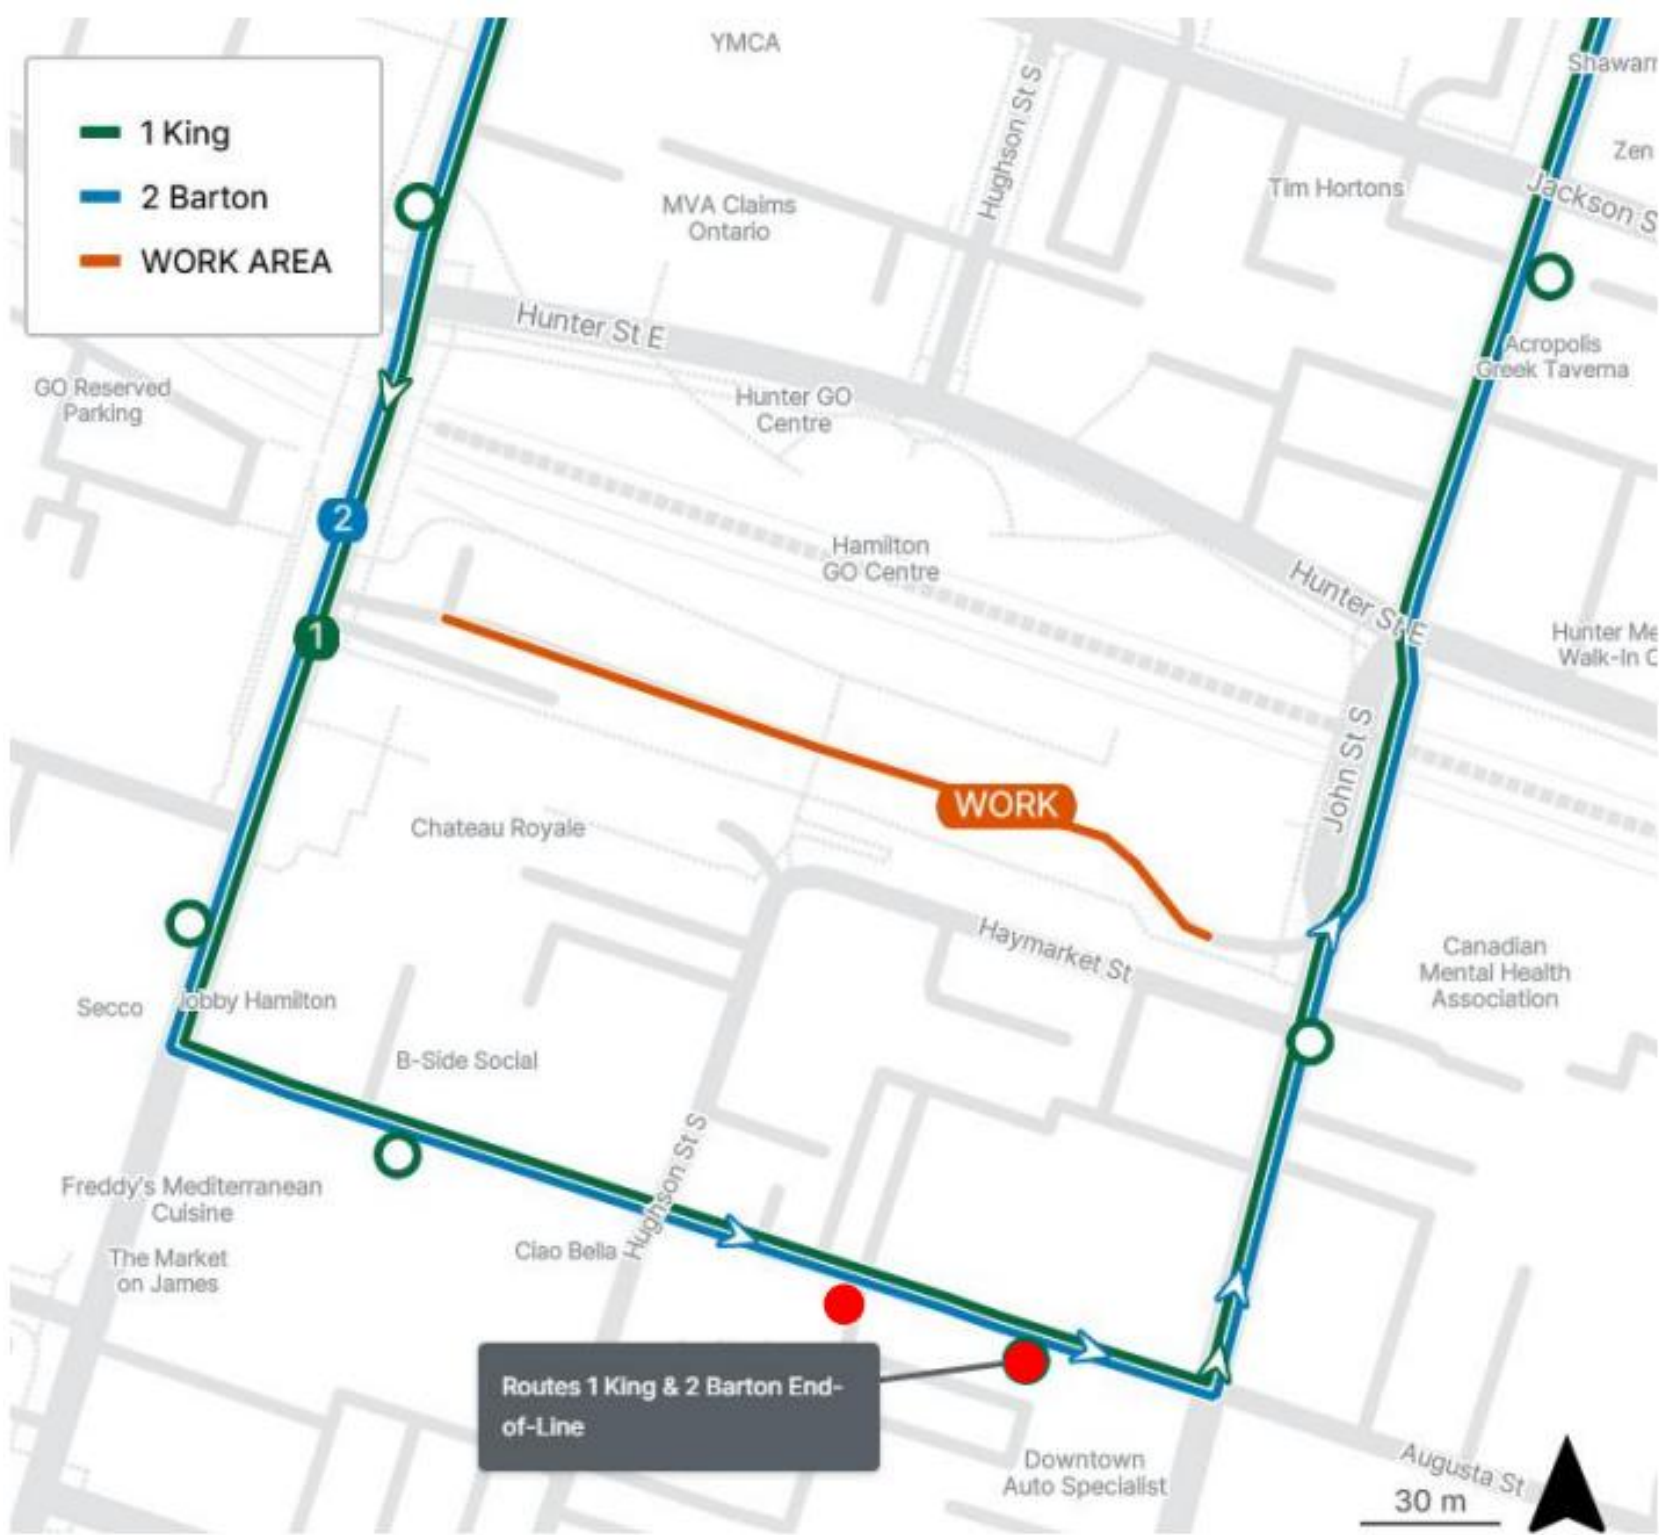 YMCA
Shawarr
1 King
2 Barton
WORK AREA
Hughson St S
Zen
Tim Hortons
Jackson S
MVA Claims
Ontario
Hunter St E
Acropolis
Greek Taverna
GO Reserved
Parking
Hunter GO
Centre
2
Hamilton
GO Centre
Hunter St E
1
Hunter Me
Walk-In C
John St S
WORK
Chateau Royale
Haymarket St
Canadian
Mental Health
Association
Secco
Jobby Hamilton
B-Side Social
Hughson St S
Freddy's Mediterranean
Cuisine
Ciao Bella
The Market
on James
Routes 1 King & 2 Barton End-
of-Line
Downtown
Auto Specialist
Augusta St
30 m